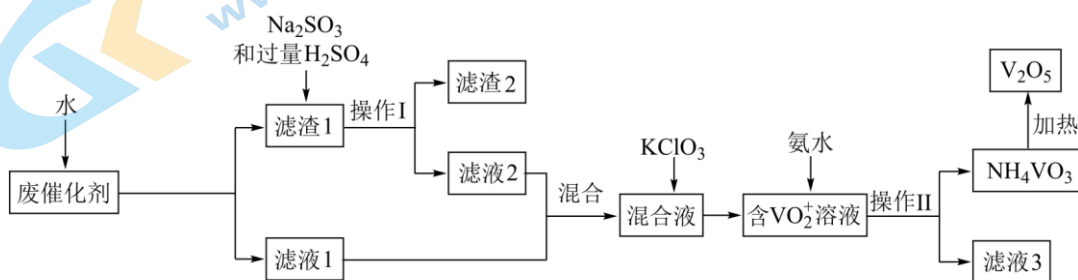 Na₂SO₃
和过量H₂SO₄
水
滤渣1
操作I
滤渣2
V₂O₅
加热
废催化剂
滤液2
混合
KClO₃
混合液
氨水
含VO₂⁺溶液
操作II
NH₄VO₃
滤液1
滤液3